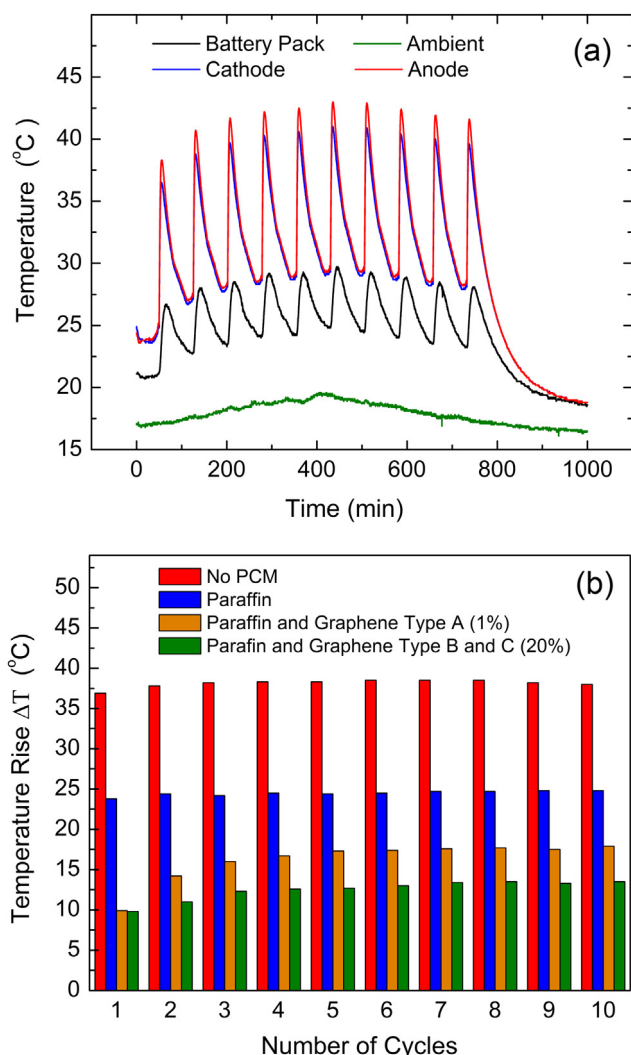 (a)
Battery Pack
Ambient
Cathode
Anode
45
40
35
30
25
20
15
Temperature (°C)
0
200
400
600
800
1000
Time (min)
(b)
No PCM
Paraffin
Paraffin and Graphene Type A (1%)
Parafin and Graphene Type B and C (20%)
50
45
40
35
30
25
20
15
10
5
0
Temperature Rise ΔT (°C)
1
2
3
4
5
6
7
8
9
10
Number of Cycles